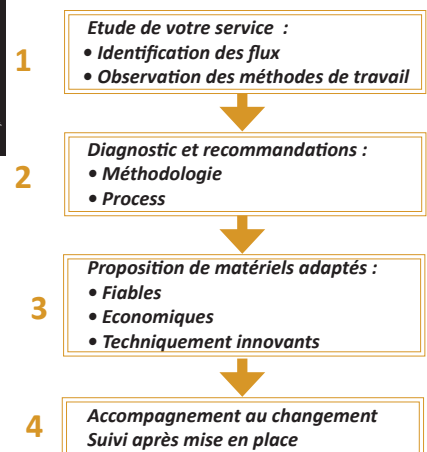 1
Etude de votre service :
• Identification des flux
• Observation des méthodes de travail
2
Diagnostic et recommandations :
• Méthodologie
• Process
3
Proposition de matériels adaptés :
• Fiables
• Economiques
• Techniquement innovants
4
Accompagnement au changement
Suivi après mise en place